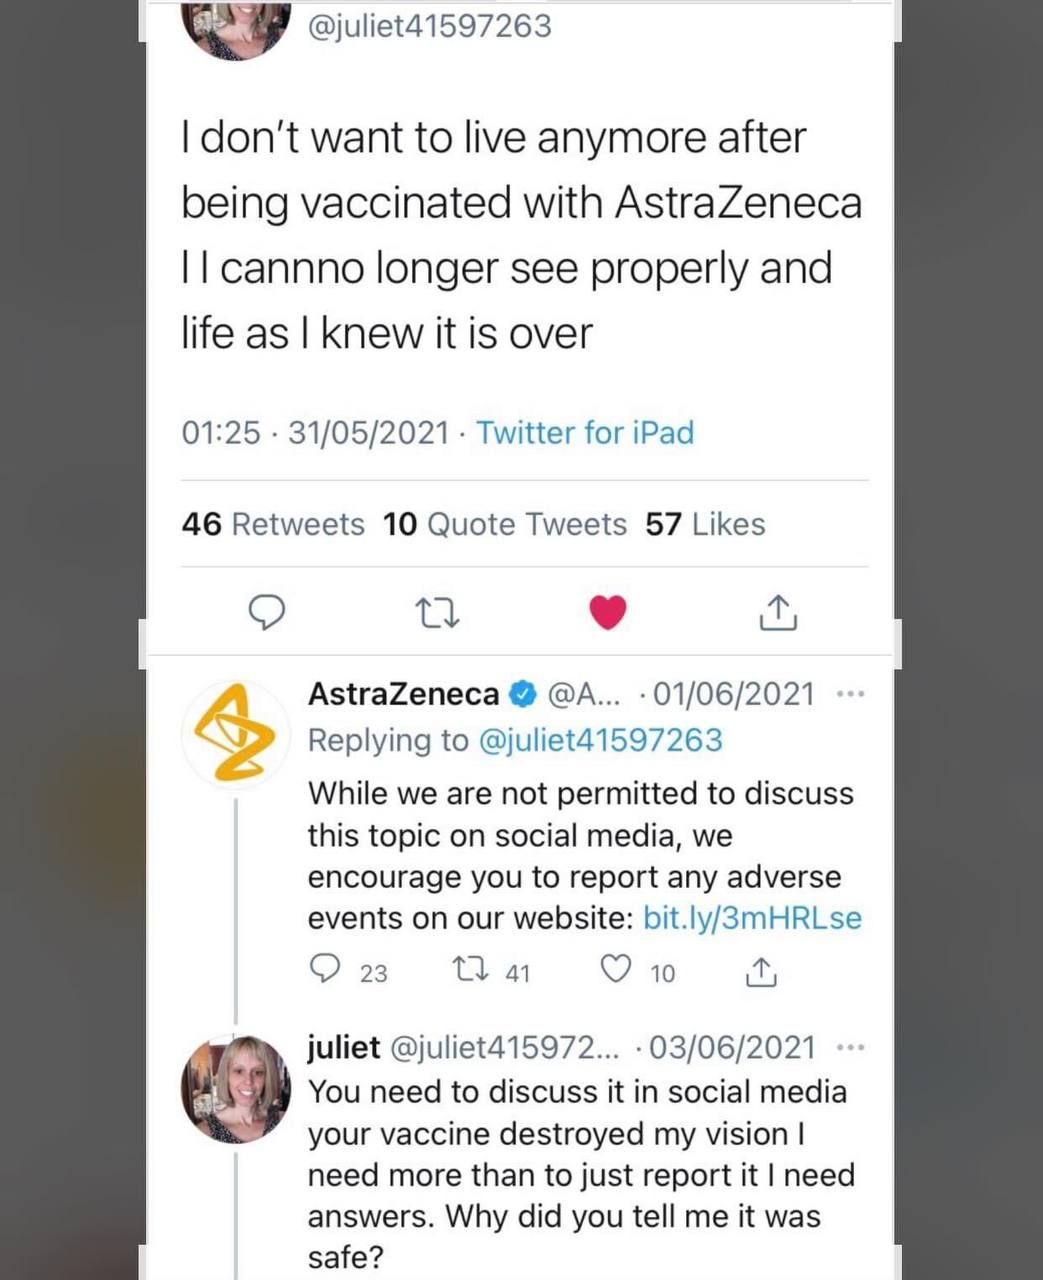 @juliet41597263
I don't want to live anymore after
being vaccinated with AstraZeneca
I I cannno longer see properly and
life as I knew it is over
01:25 · 31/05/2021 · Twitter for iPad
46 Retweets 10 Quote Tweets 57 Likes
AstraZeneca @A... · 01/06/2021 ...
Replying to @juliet41597263
While we are not permitted to discuss
this topic on social media, we
encourage you to report any adverse
events on our website: bit.ly/3mHRLse
23 41 10
juliet @juliet415972... · 03/06/2021 ...
You need to discuss it in social media
your vaccine destroyed my vision I
need more than to just report it I need
answers. Why did you tell me it was
safe?